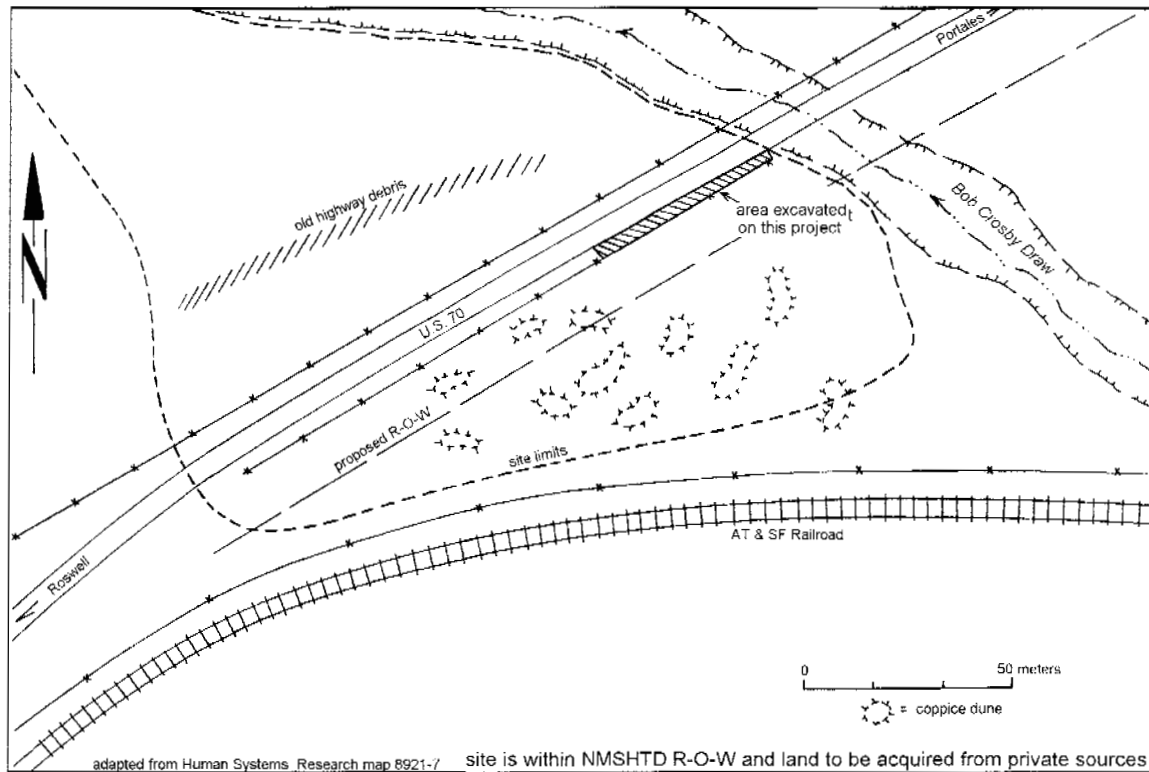 Portales
old highway debris
N
area excavated
on this project
Bob Crosby Draw
U.S. 70
proposed R-O-W
site limits
AT & SF Railroad
Roswell
0 50 meters
= coppice dune
adapted from Human Systems Research map 8921-7
site is within NMSHTD R-O-W and land to be acquired from private sources